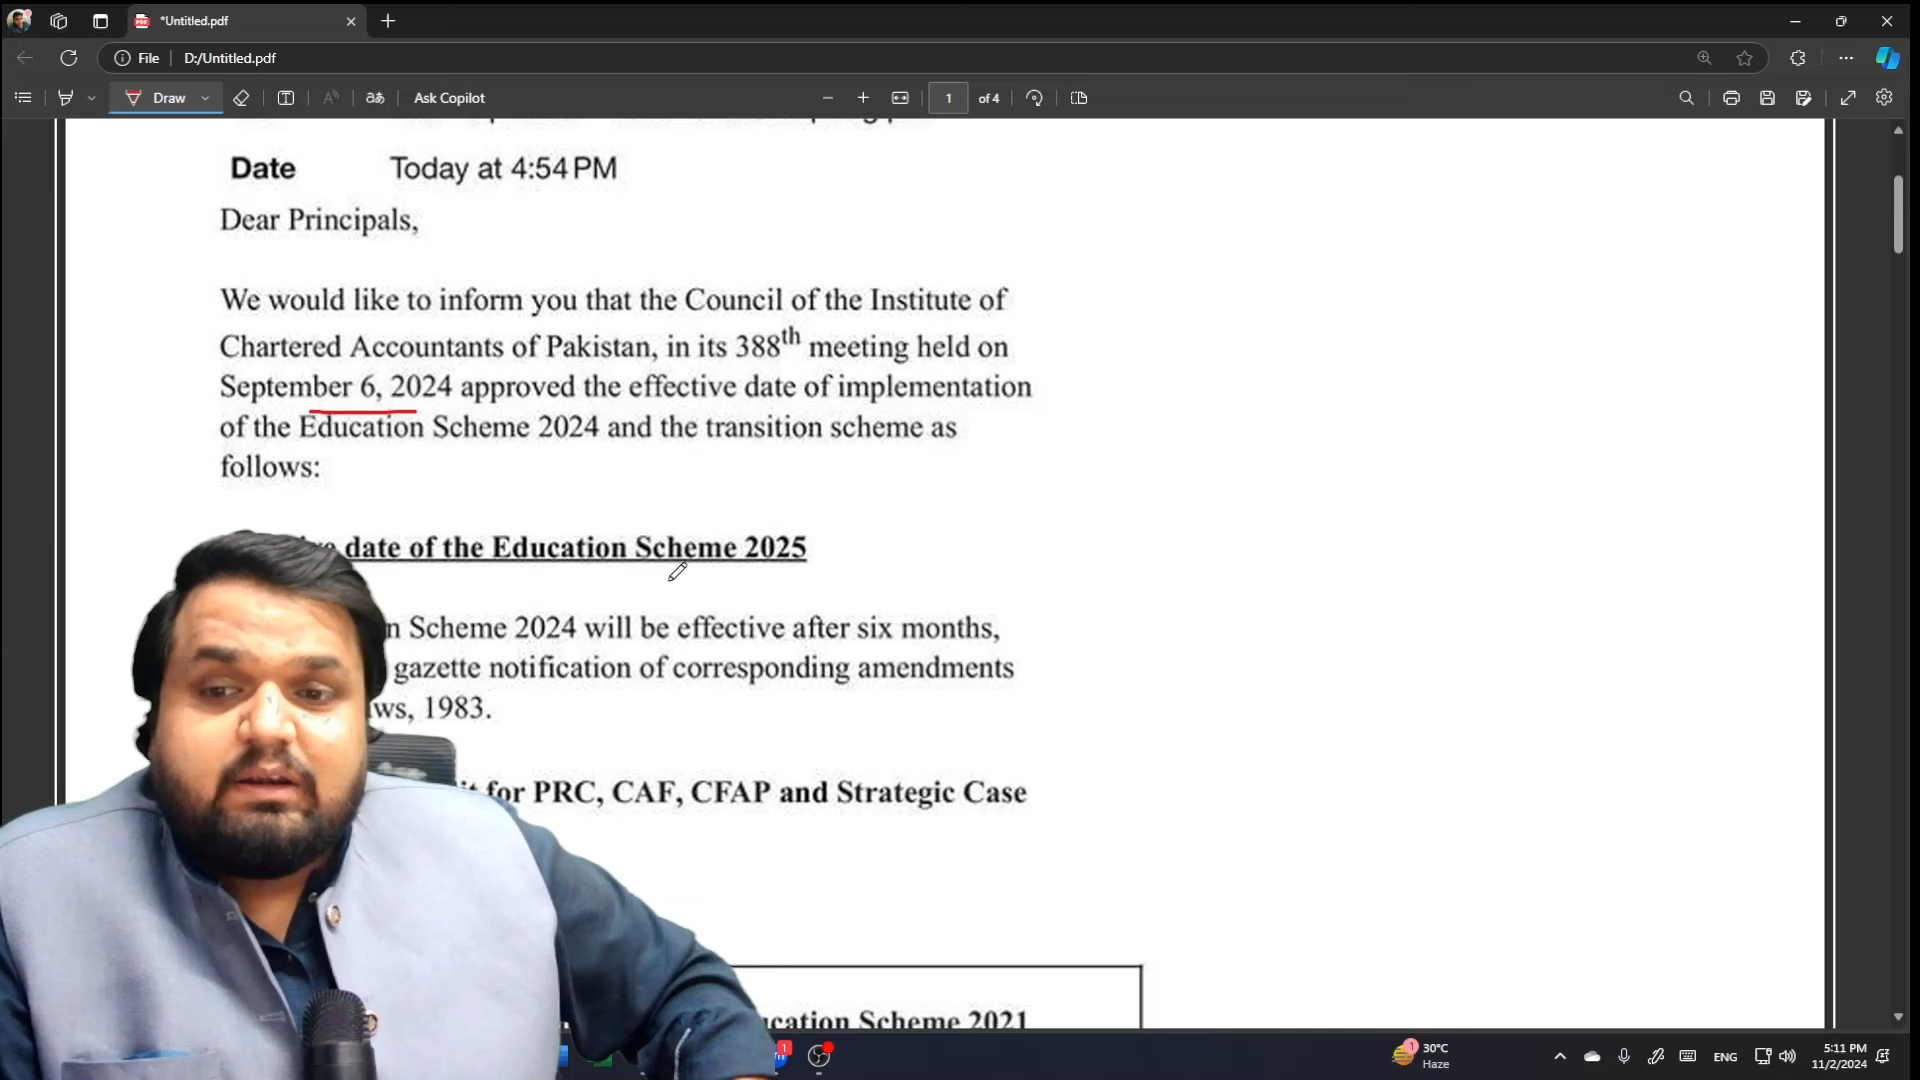 *Untitled.pdf
File
D:/Untitled.pdf
Draw
Ask Copilot
1 of 4
Date Today at 4:54 PM
Dear Principals,
We would like to inform you that the Council of the Institute of
Chartered Accountants of Pakistan, in its 388th meeting held on
September 6, 2024 approved the effective date of implementation
of the Education Scheme 2024 and the transition scheme as
follows:
date of the Education Scheme 2025
Scheme 2024 will be effective after six months,
gazette notification of corresponding amendments
1983.
for PRC, CAF, CFAP and Strategic Case
Scheme 2021
30°C
Haze
ENG
5:11 PM
11/2/2024